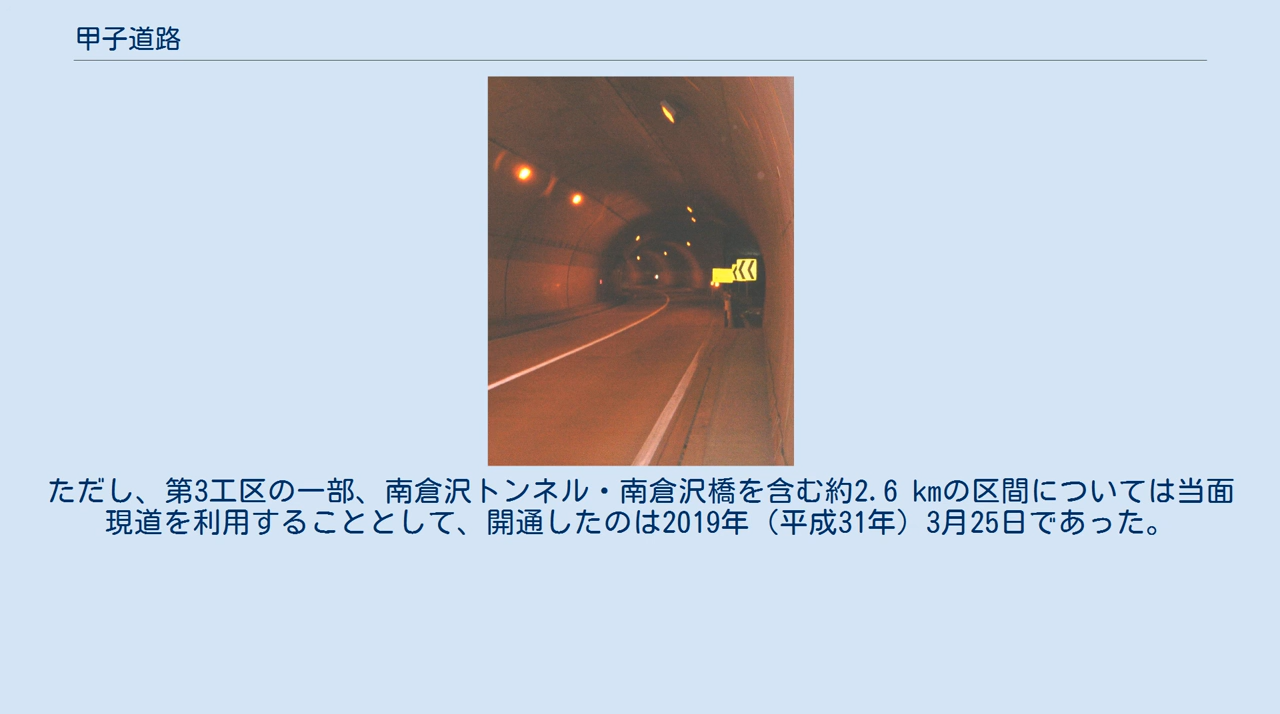 甲子道路
ただし、第3工区の一部、南倉沢トンネル・南倉沢橋を含む約2.6 kmの区間については当面
現道を利用することとして、開通したのは2019年（平成31年）3月25日であった。